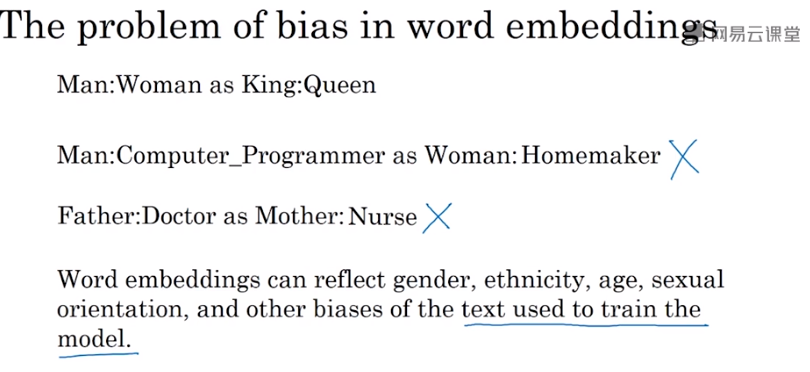 The problem of bias in word embeddings
网易云课堂
Man:Woman as King:Queen
Man:Computer_Programmer as Woman:Homemaker
Father:Doctor as Mother:Nurse
Word embeddings can reflect gender, ethnicity, age, sexual
orientation, and other biases of the text used to train the
model.